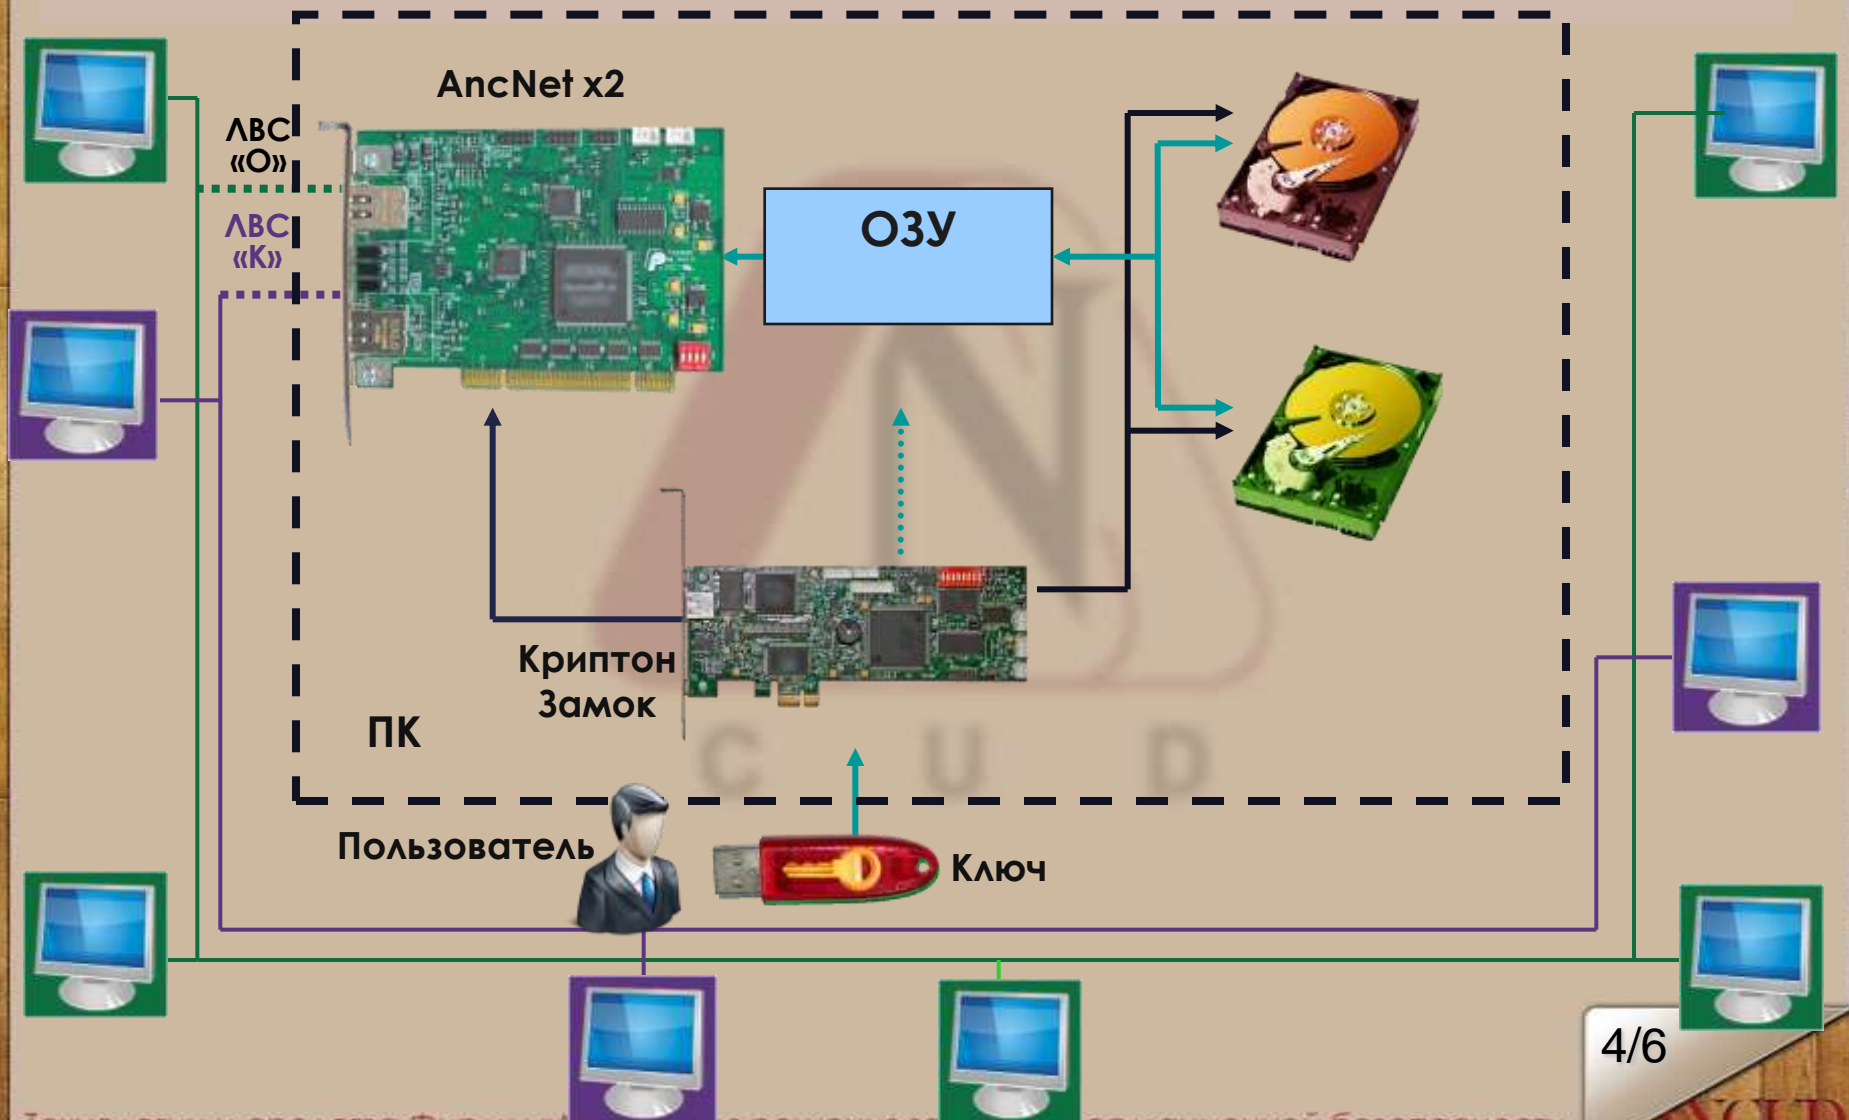 AncNet x2
ЛВС
«О»
ЛВС
«К»
ОЗУ
Криптон
Замок
ПК
Пользователь
Ключ
N
C U D
4/6